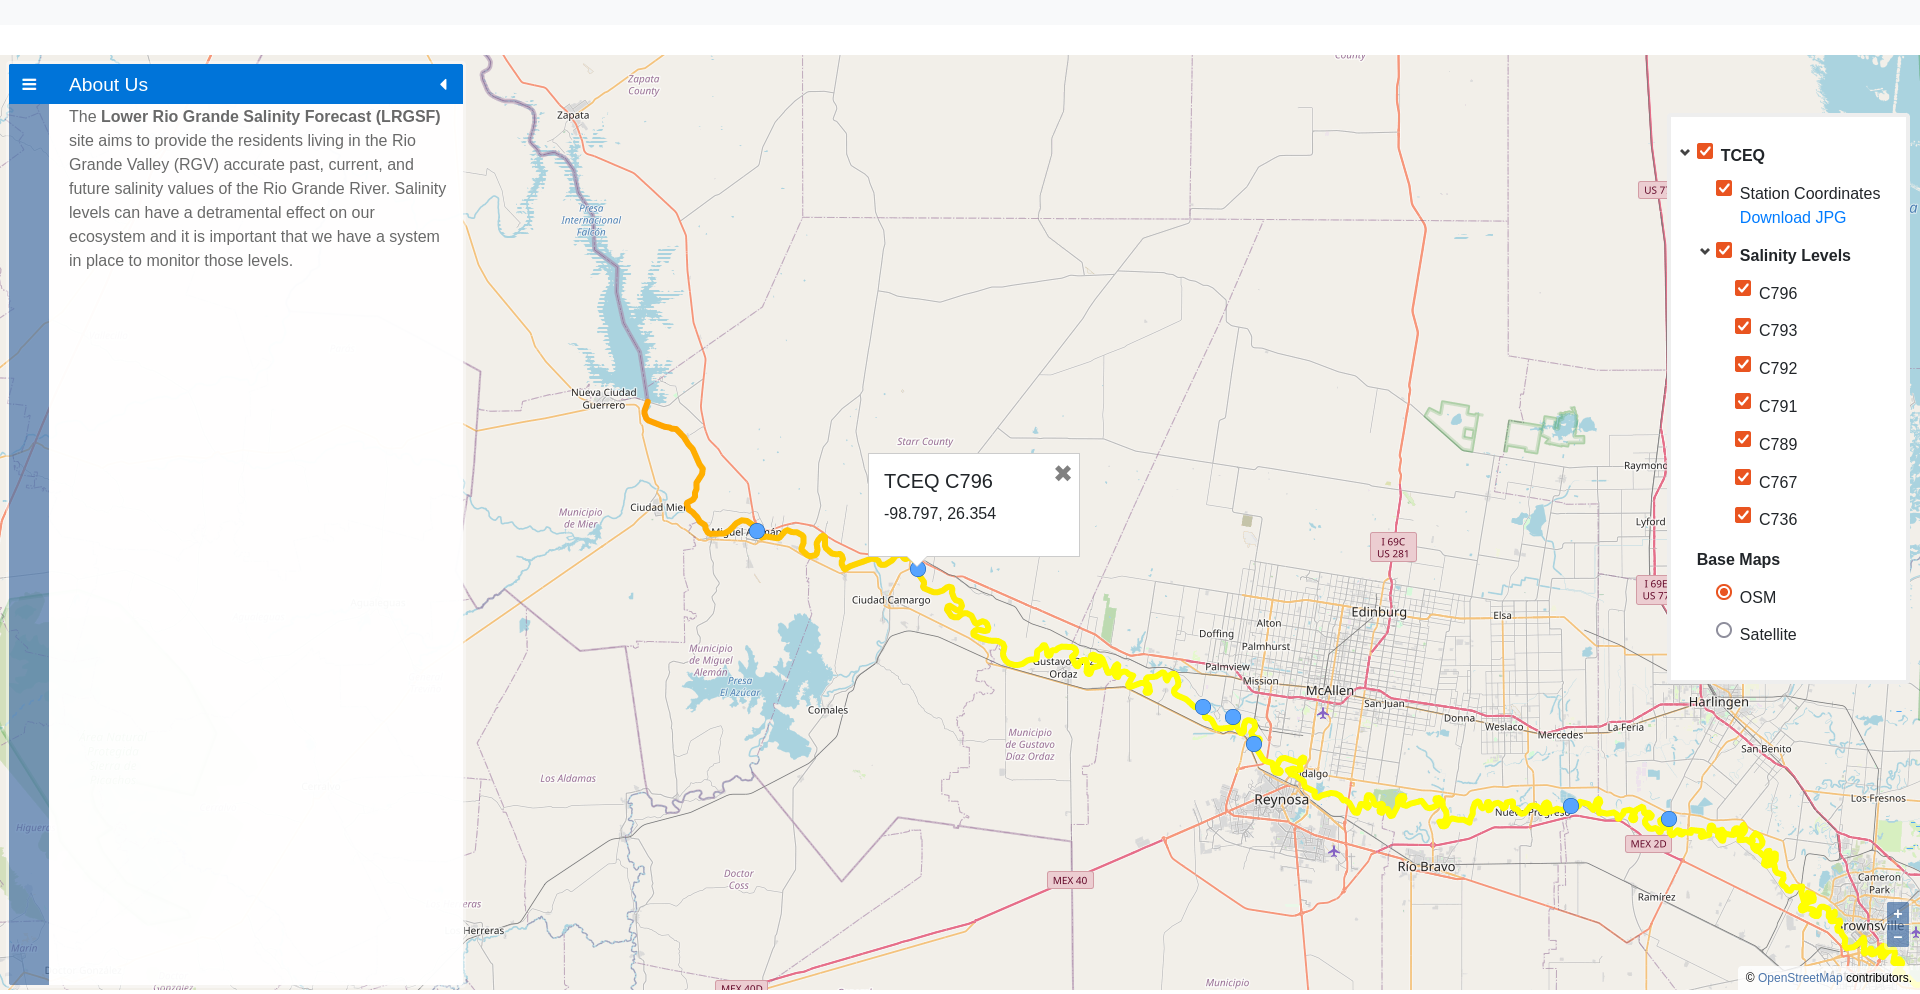 About Us
The Lower Rio Grande Salinity Forecast (LRGSF)
site aims to provide the residents living in the Rio
Grande Valley (RGV) accurate past, current, and
future salinity values of the Rio Grande River. Salinity
levels can have a detramental effect on our
ecosystem and it is important that we have a system
in place to monitor those levels.
County
Zapata
County
Zapata
Presa
Internacional
Falcón
US 77
Nueva Ciudad
Guerrero
Starr County
TCEQ C796
-98.797, 26.354
Raymond
Municipio
de Mier
Ciudad Mier
Miguel Alemán
Lyford
I 69C
US 281
I 69E
US 77
Ciudad Camargo
Edinburg
Elsa
Alton
Doffing
Palmhurst
Municipio
de Miguel
Alemán
Gustavo Díaz
Ordaz
Palmview
Mission
McAllen
Presa
El Azúcar
San Juan
Harlingen
Comales
Donna
Weslaco
La Feria
Mercedes
Municipio
de Gustavo
Díaz Ordaz
San Benito
Los Aldamas
Hidalgo
Reynosa
Los Fresnos
Nuevo Progreso
MEX 2D
Doctor
Coss
MEX 40
Río Bravo
Cameron
Park
Ramírez
Herreras
Brownsville
Marín
MEX 40D
Municipio
González
TCEQ
Station Coordinates
Download JPG
Salinity Levels
C796
C793
C792
C791
C789
C767
C736
Base Maps
OSM
Satellite
+
−
© OpenStreetMap contributors.